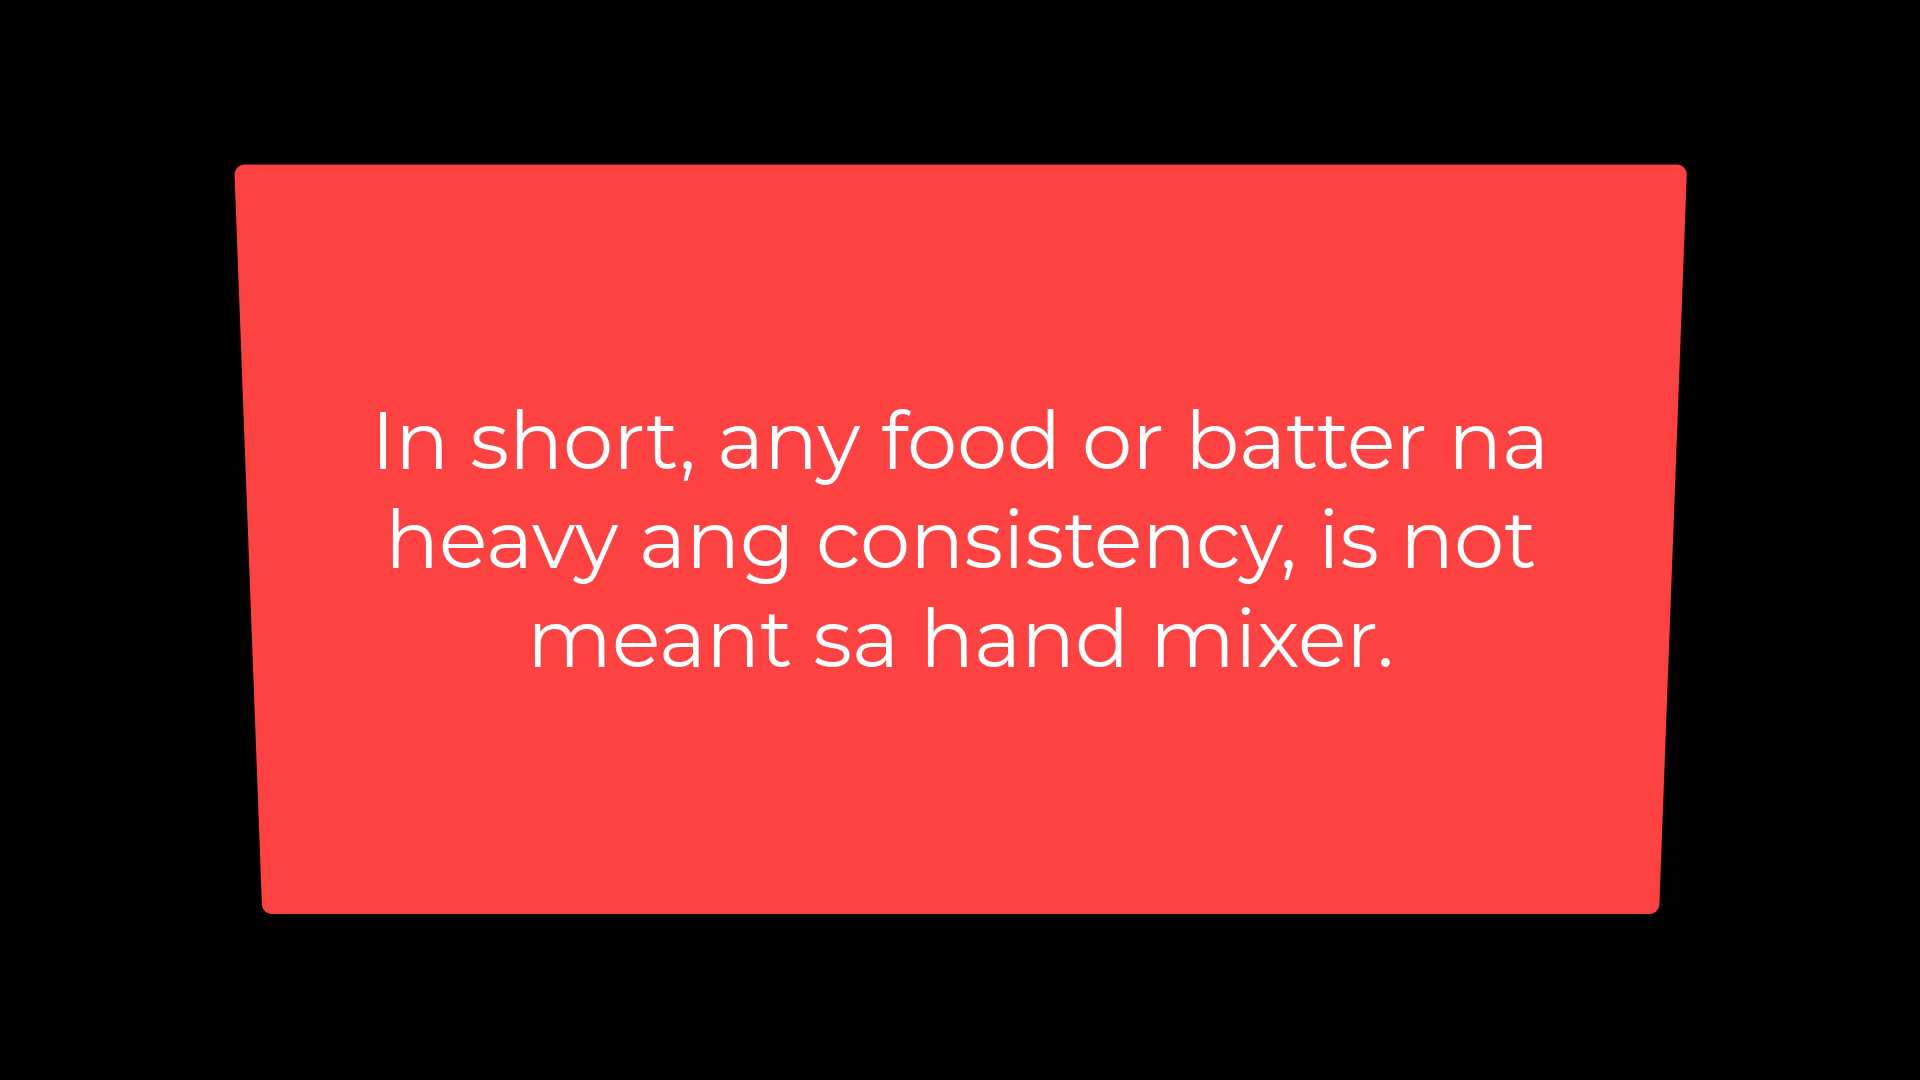 In short, any food or batter na
heavy ang consistency, is not
meant sa hand mixer.